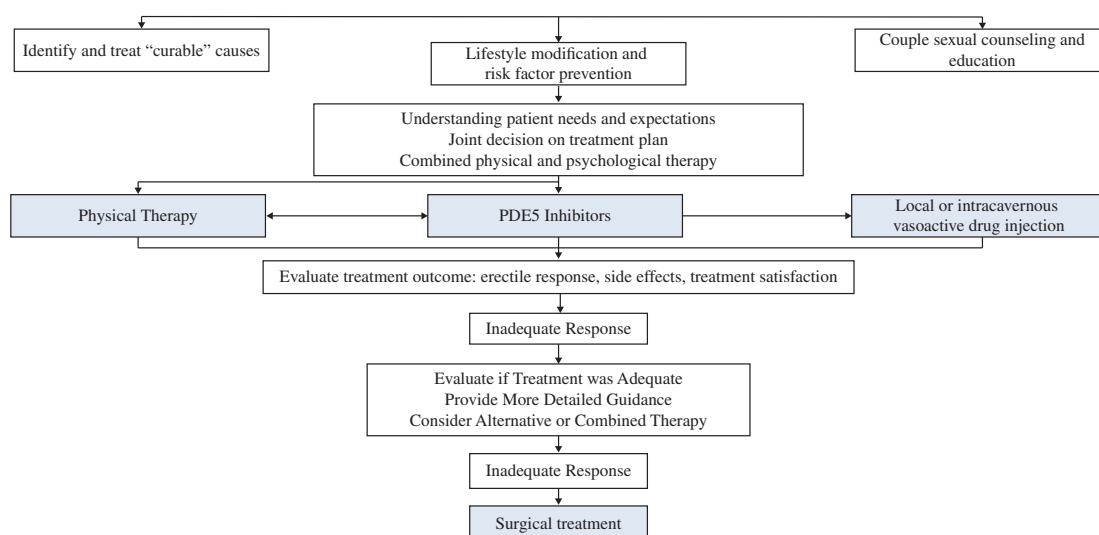 Identify and treat “curable” causes
Lifestyle modification and
risk factor prevention
Couple sexual counseling and
education
Understanding patient needs and expectations
Joint decision on treatment plan
Combined physical and psychological therapy
Physical Therapy
PDE5 Inhibitors
Local or intracavernous
vasoactive drug injection
Evaluate treatment outcome: erectile response, side effects, treatment satisfaction
Inadequate Response
Evaluate if Treatment was Adequate
Provide More Detailed Guidance
Consider Alternative or Combined Therapy
Inadequate Response
Surgical treatment